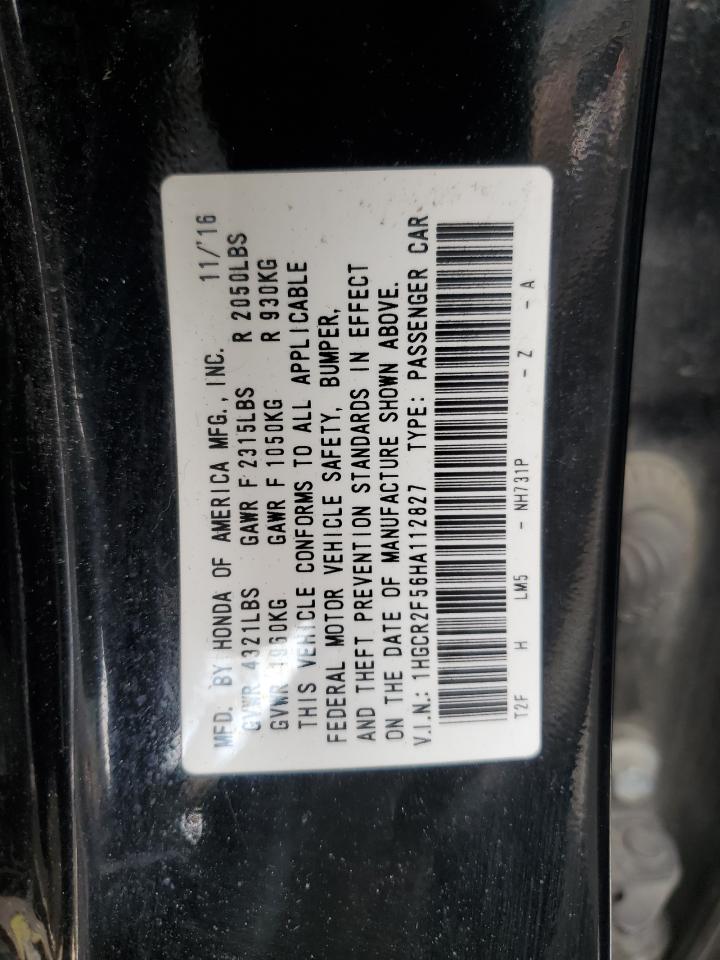 MFD. BY HONDA OF AMERICA MFG., INC. 11/'16
GVWR 4321LBS GAWR F 2315LBS R 2050LBS
GVWR 1960KG GAWR F 1050KG R 930KG
THIS VEHICLE CONFORMS TO ALL APPLICABLE
FEDERAL MOTOR VEHICLE SAFETY, BUMPER,
AND THEFT PREVENTION STANDARDS IN EFFECT
ON THE DATE OF MANUFACTURE SHOWN ABOVE.
V.I.N.: 1HGCR2F56HA112827 TYPE: PASSENGER CAR
T2F H LM5 - NH731P - Z - A